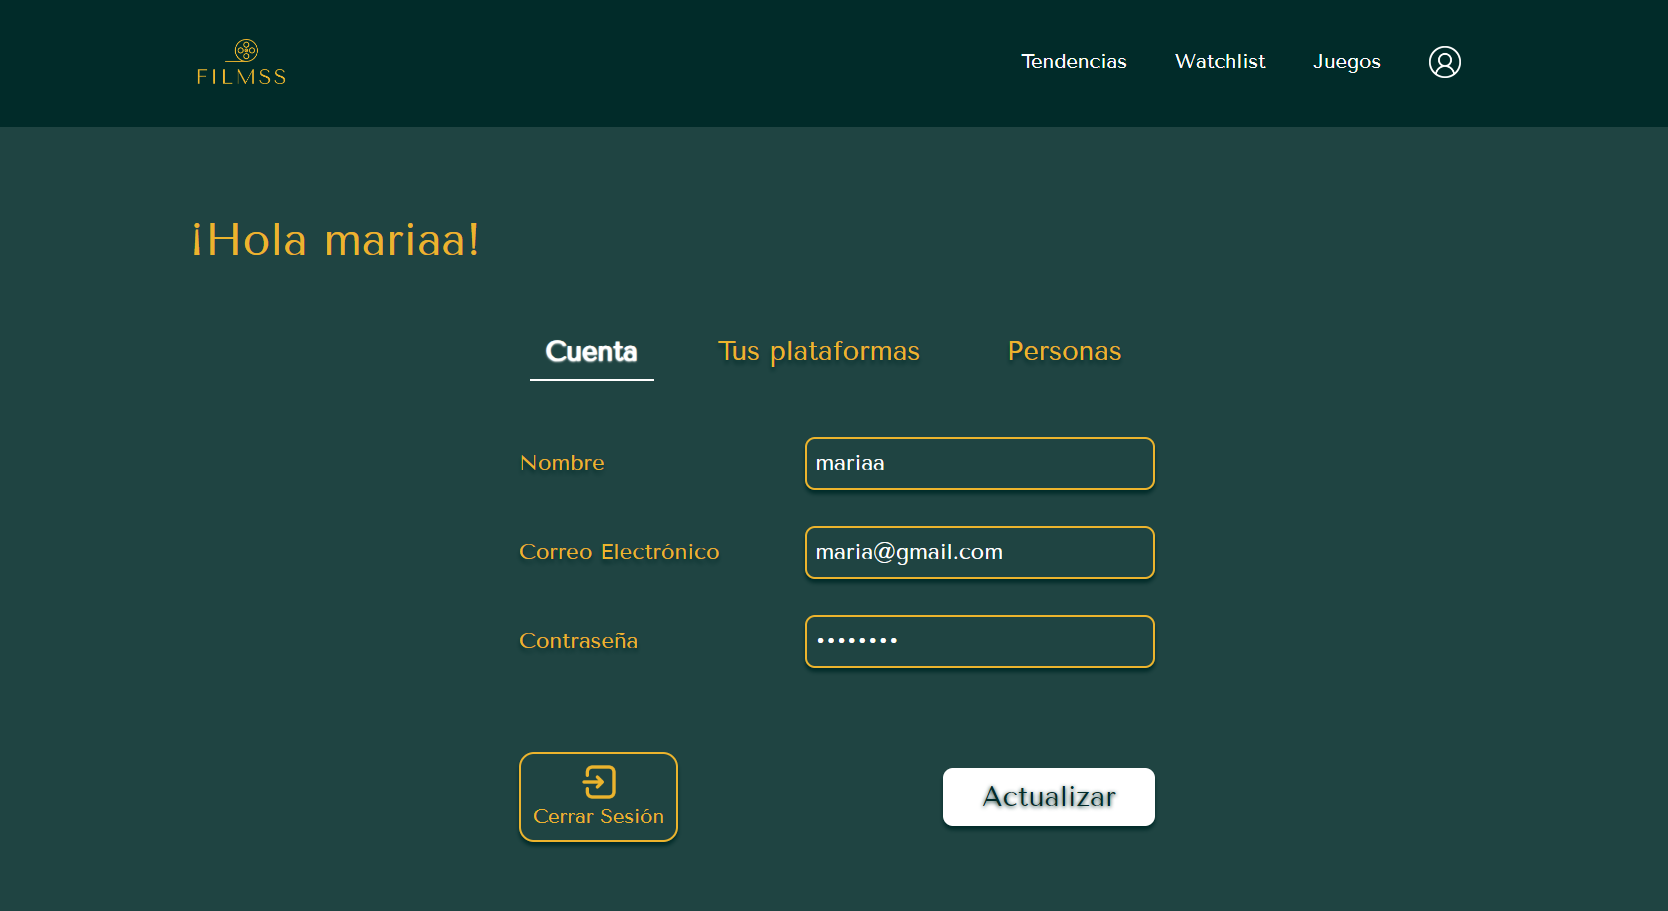 FILMSS
Tendencias Watchlist Juegos
¡Hola mariaa!
Cuenta Tus plataformas Personas
Nombre mariaa
Correo Electrónico maria@gmail.com
Contraseña ••••••••
Cerrar Sesión
Actualizar